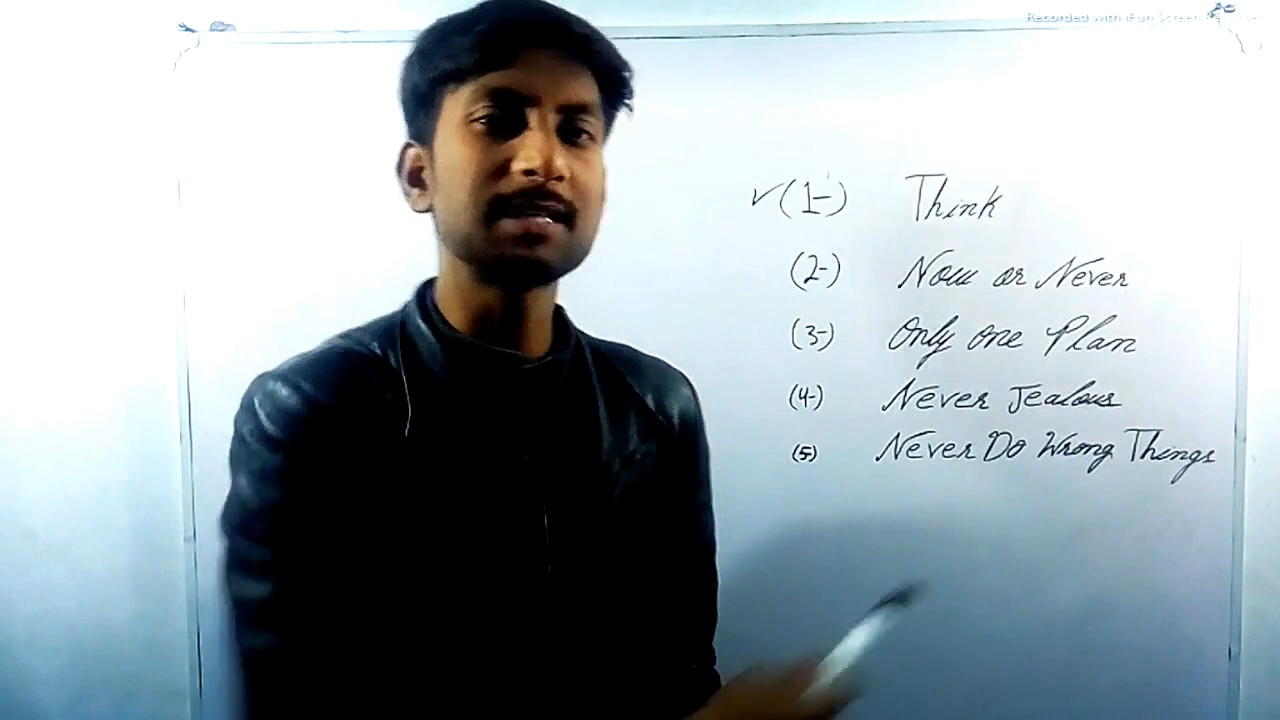 Recorded with iFun Screen Recorder
✓(1-) Think
(2-) Now or Never
(3-) Only one Plan
(4-) Never Jealous
(5) Never Do Wrong Things